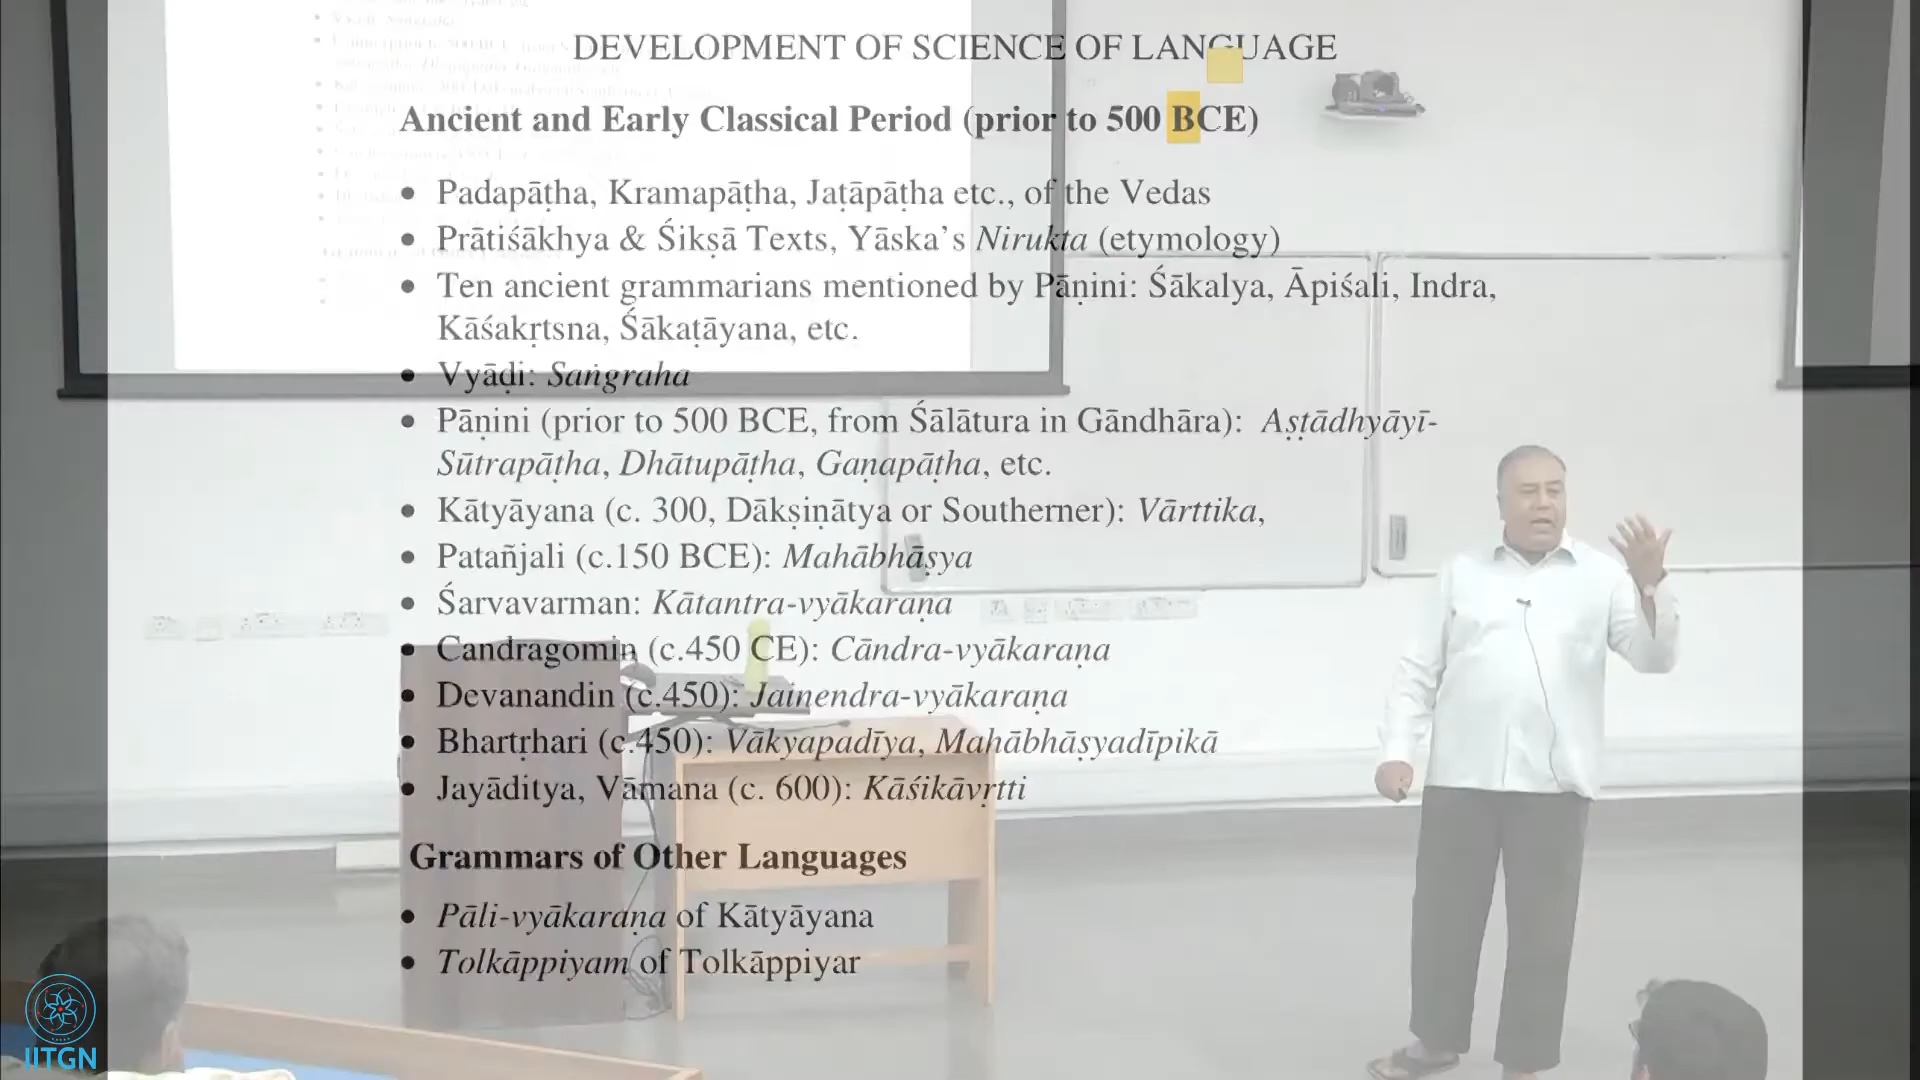 DEVELOPMENT OF SCIENCE OF LANGUAGE
Ancient and Early Classical Period (prior to 500 BCE)
• Padapāṭha, Kramapāṭha, Jaṭāpāṭha etc., of the Vedas
• Prātiśākhya & Śikṣā Texts, Yāska’s Nirukta (etymology)
• Ten ancient grammarians mentioned by Pāṇini: Śākalya, Āpiśali, Indra,
Kāśakṛtsna, Śākaṭāyana, etc.
• Vyāḍi: Saṅgraha
• Pāṇini (prior to 500 BCE, from Śālātura in Gāndhāra): Aṣṭādhyāyī-
Sūtrapāṭha, Dhātupāṭha, Gaṇapāṭha, etc.
• Kātyāyana (c. 300, Dākṣiṇātya or Southerner): Vārttika,
• Patañjali (c.150 BCE): Mahābhāṣya
• Śarvavarman: Kātantra-vyākaraṇa
• Candragomin (c.450 CE): Cāndra-vyākaraṇa
• Devanandin (c.450): Jainendra-vyākaraṇa
• Bhartṛhari (c.450): Vākyapadīya, Mahābhāṣyadīpikā
• Jayāditya, Vāmana (c. 600): Kāśikāvṛtti
Grammars of Other Languages
• Pāli-vyākaraṇa of Kātyāyana
• Tolkāppiyam of Tolkāppiyar
IITGN